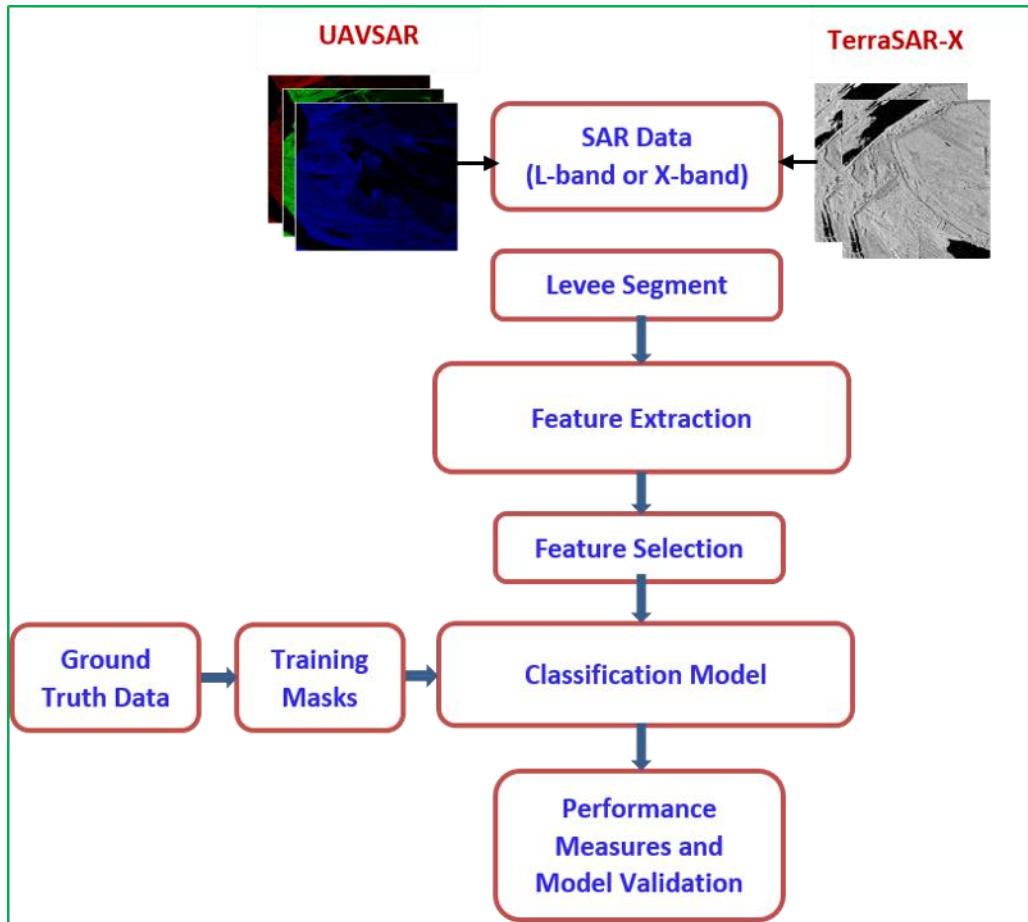 UAVSAR
TerraSAR-X
SAR Data
(L-band or X-band)
Levee Segment
Feature Extraction
Feature Selection
Ground
Truth Data
Training
Masks
Classification Model
Performance
Measures and
Model Validation